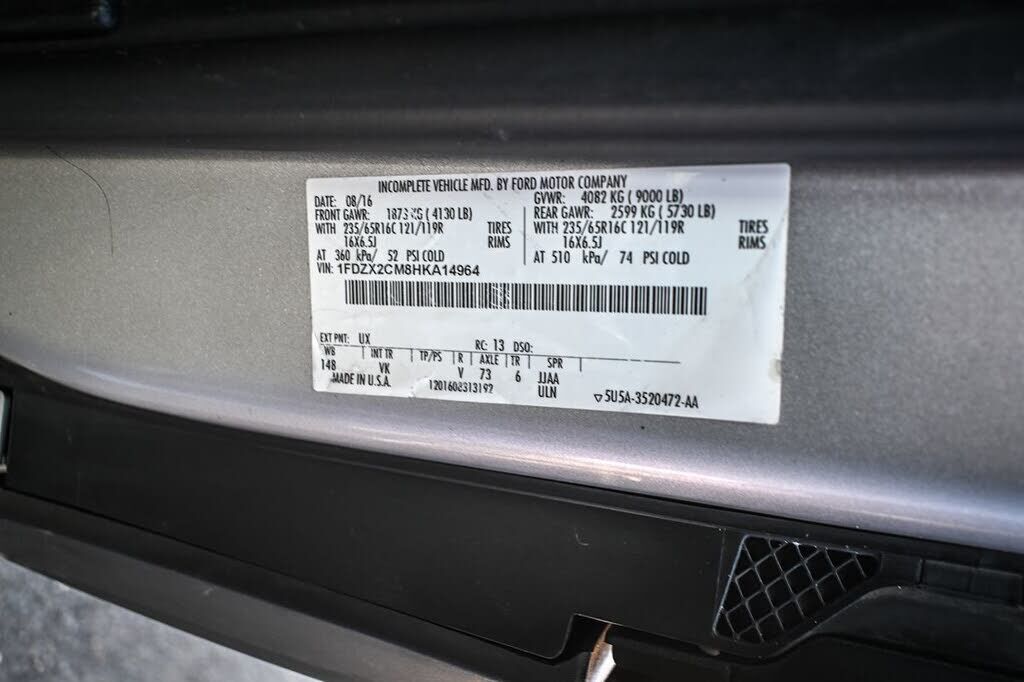 INCOMPLETE VEHICLE MFD. BY FORD MOTOR COMPANY
DATE: 08/16 GVWR: 4082 KG ( 9000 LB)
FRONT GAWR: 1873 KG ( 4130 LB) REAR GAWR: 2599 KG ( 5730 LB)
WITH 235/65R16C 121/119R TIRES WITH 235/65R16C 121/119R TIRES
16X6.5J RIMS 16X6.5J RIMS
AT 360 kPa/ 52 PSI COLD AT 510 kPa/ 74 PSI COLD
VIN: 1FDZX2CM8HKA14964
EXT PNT: UX RC: 13 DSO:
WB INT TR TP/PS R AXLE TR SPR
148 VK V 73 6 JJAA
MADE IN U.S.A. 1201608313192 ULN ▽5U5A-3520472-AA